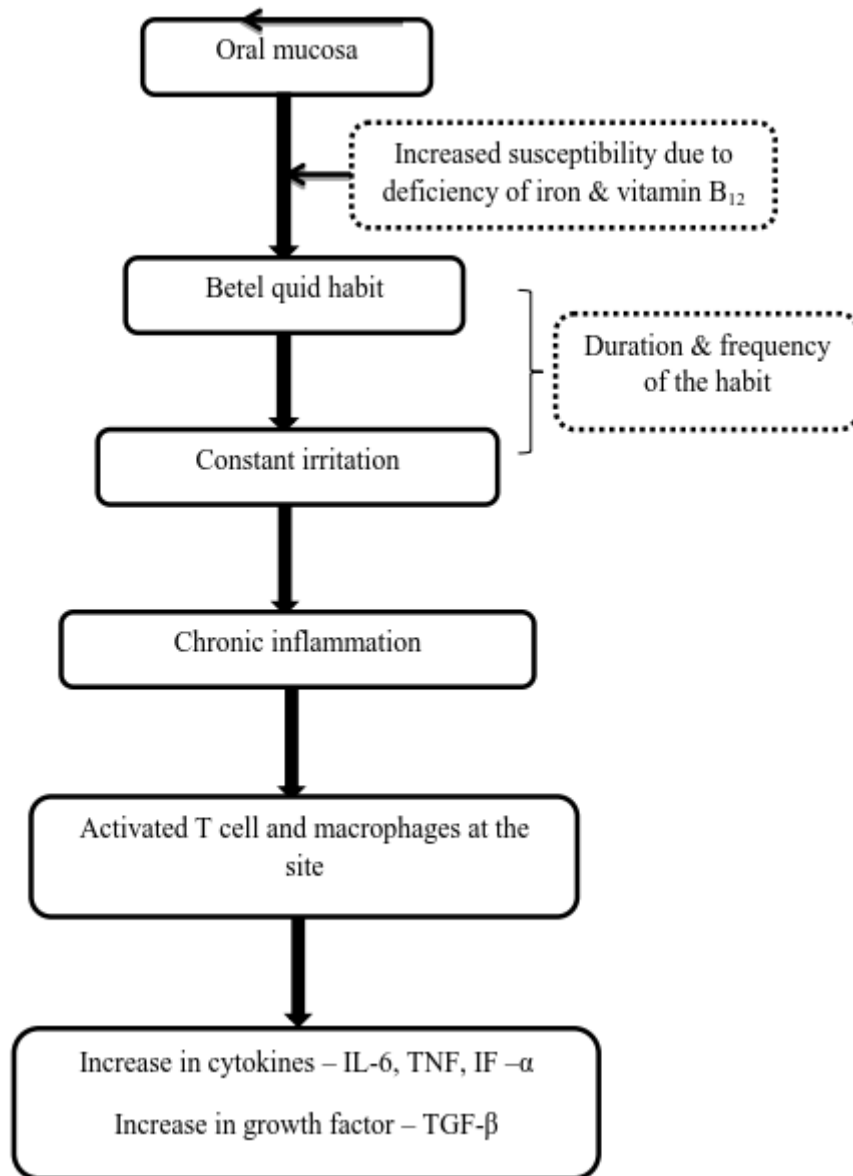 Oral mucosa
Increased susceptibility due to
deficiency of iron & vitamin B₁₂
Betel quid habit
Duration & frequency
of the habit
Constant irritation
Chronic inflammation
Activated T cell and macrophages at the
site
Increase in cytokines – IL-6, TNF, IF –α
Increase in growth factor – TGF-β